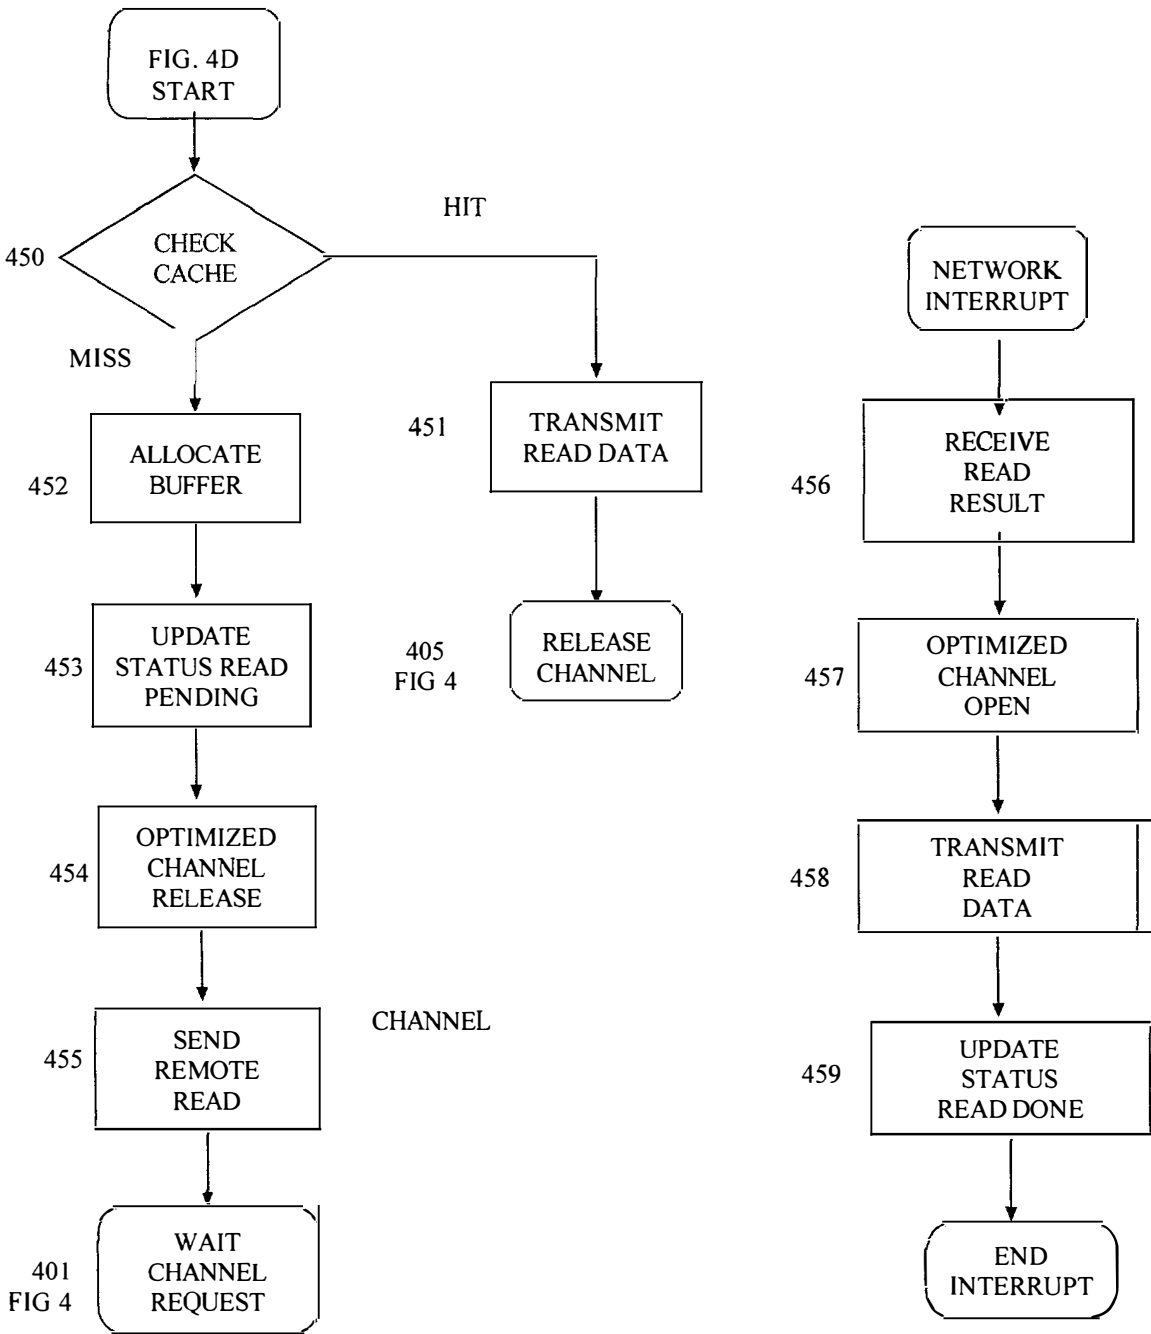 FIG. 4D
START
HIT
450
CHECK
CACHE
MISS
452
ALLOCATE
BUFFER
451
TRANSMIT
READ DATA
453
UPDATE
STATUS READ
PENDING
405
FIG 4
RELEASE
CHANNEL
454
OPTIMIZED
CHANNEL
RELEASE
455
SEND
REMOTE
READ
CHANNEL
401
FIG 4
WAIT
CHANNEL
REQUEST
NETWORK
INTERRUPT
456
RECEIVE
READ
RESULT
457
OPTIMIZED
CHANNEL
OPEN
458
TRANSMIT
READ
DATA
459
UPDATE
STATUS
READ DONE
END
INTERRUPT